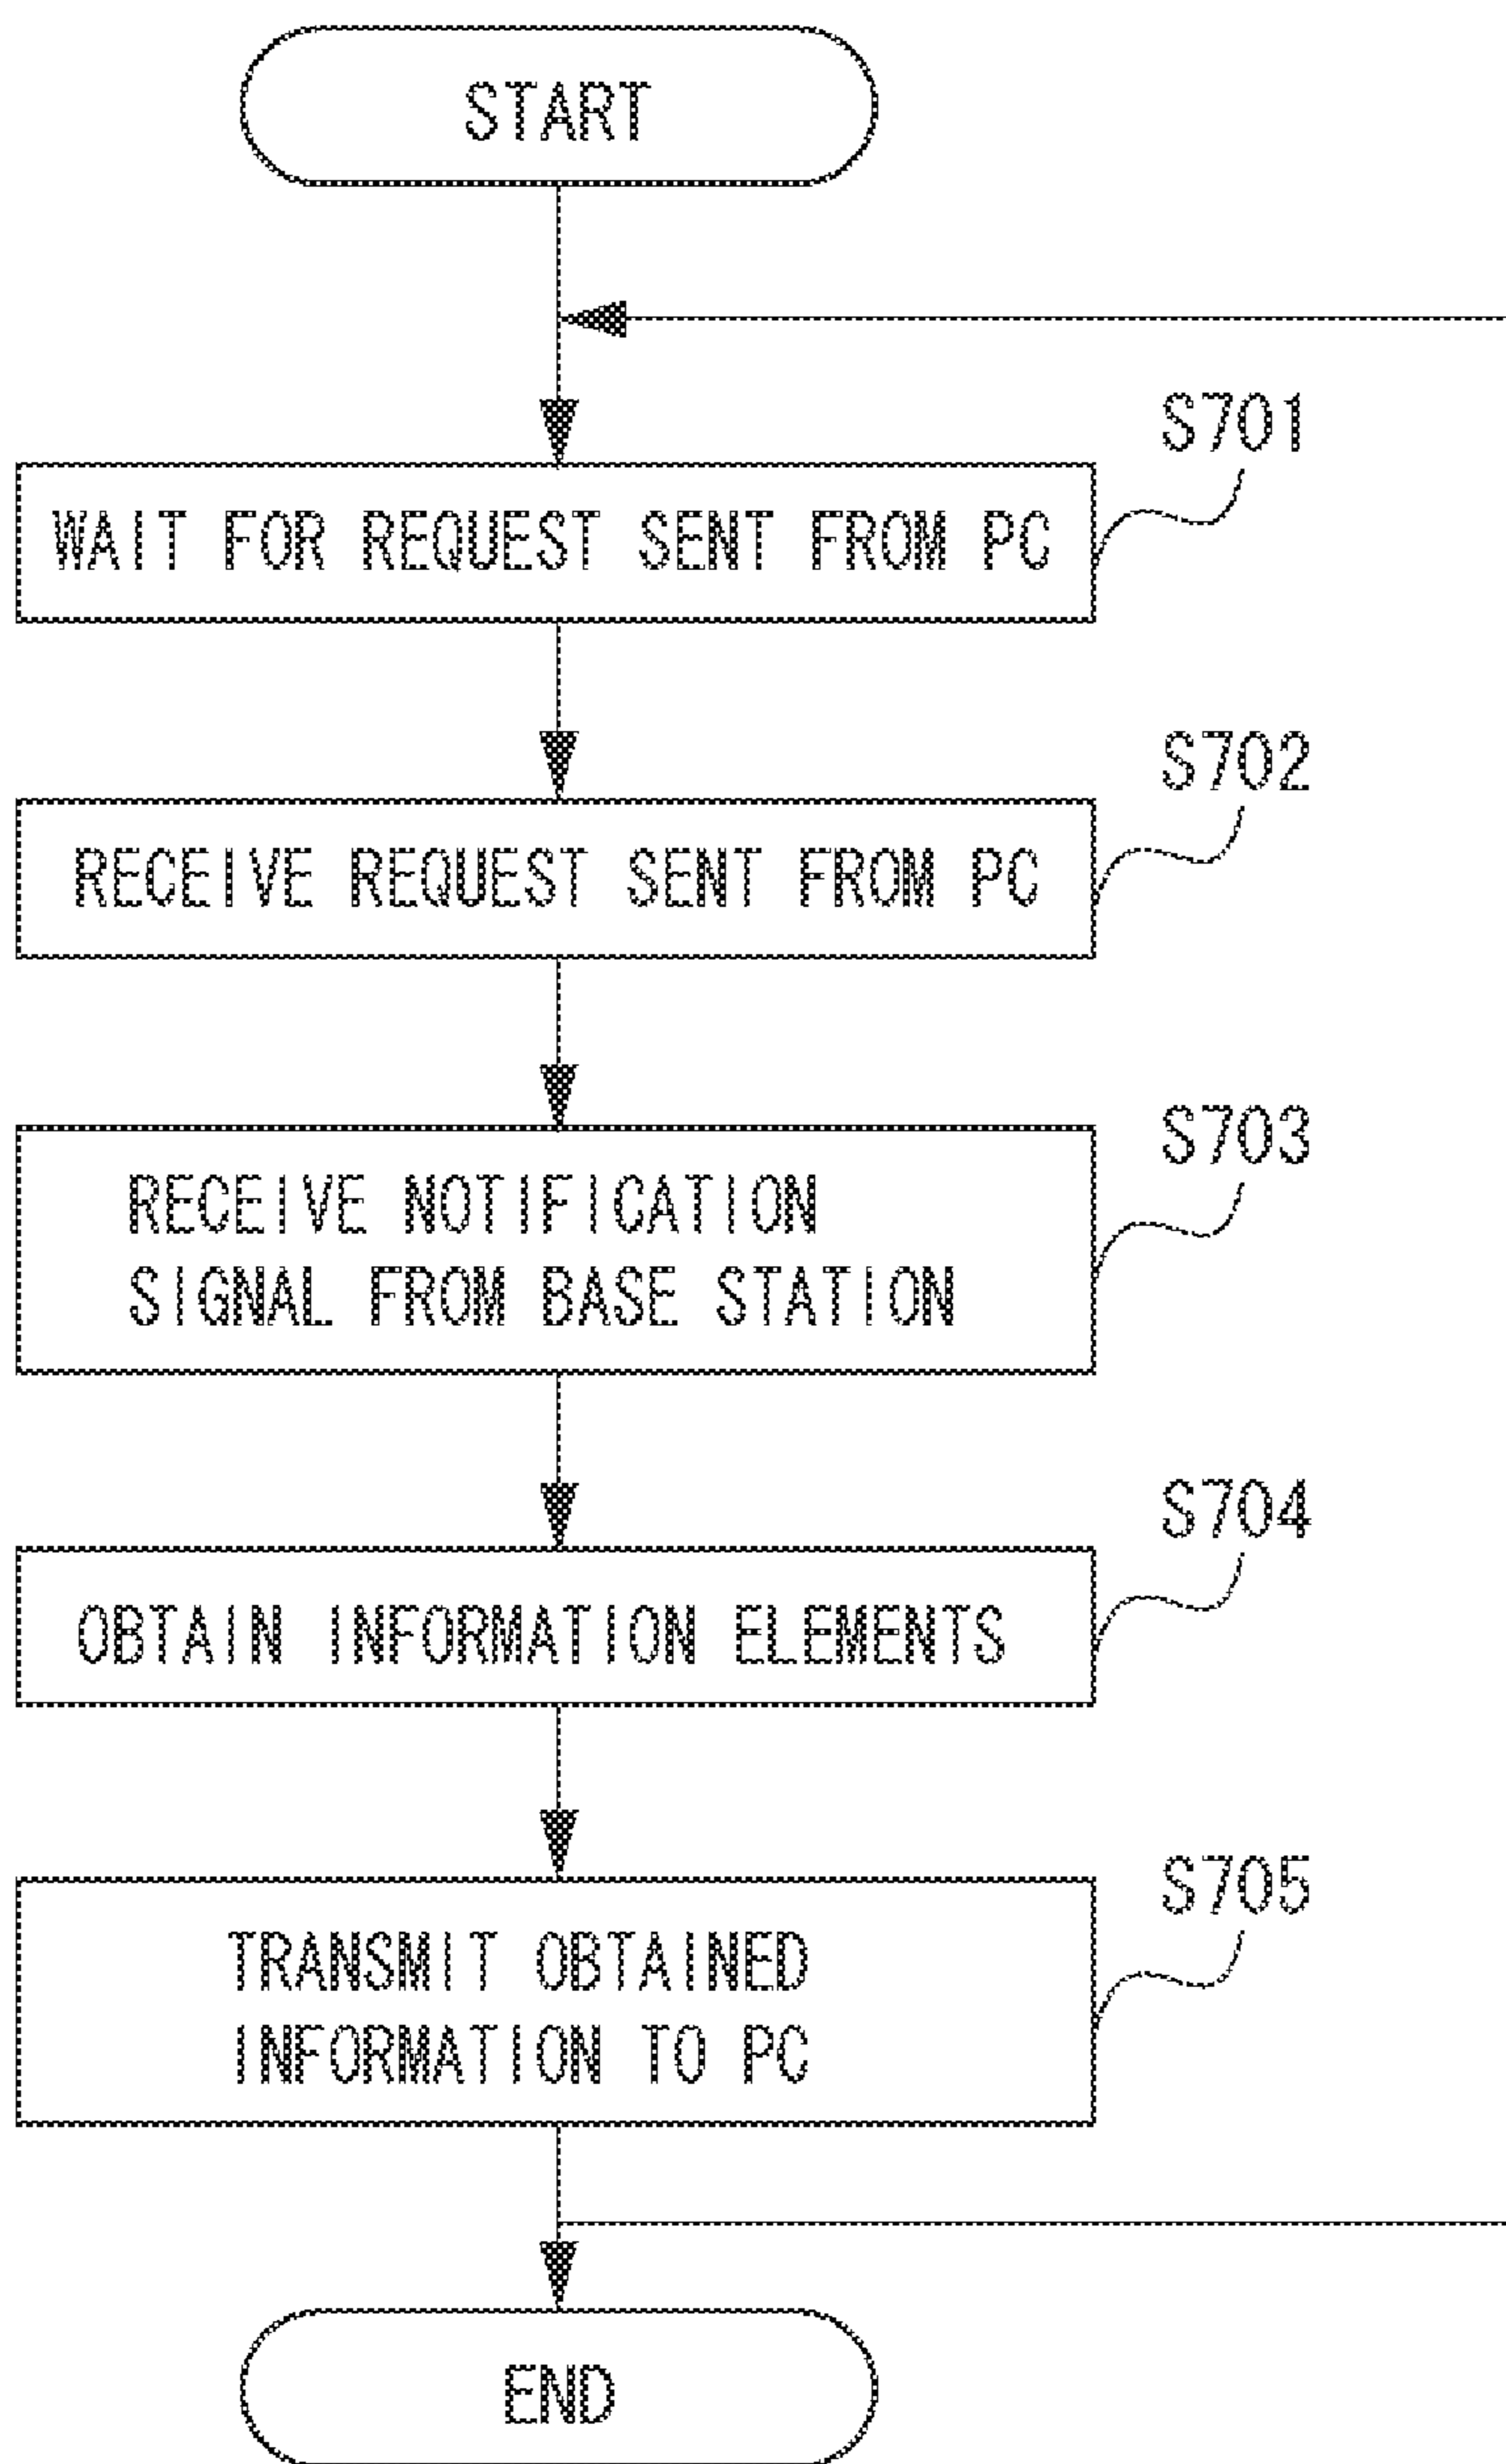 START
S701
WAIT FOR REQUEST SENT FROM PC
S702
RECEIVE REQUEST SENT FROM PC
S703
RECEIVE NOTIFICATION
SIGNAL FROM BASE STATION
S704
OBTAIN INFORMATION ELEMENTS
S705
TRANSMIT OBTAINED
INFORMATION TO PC
END